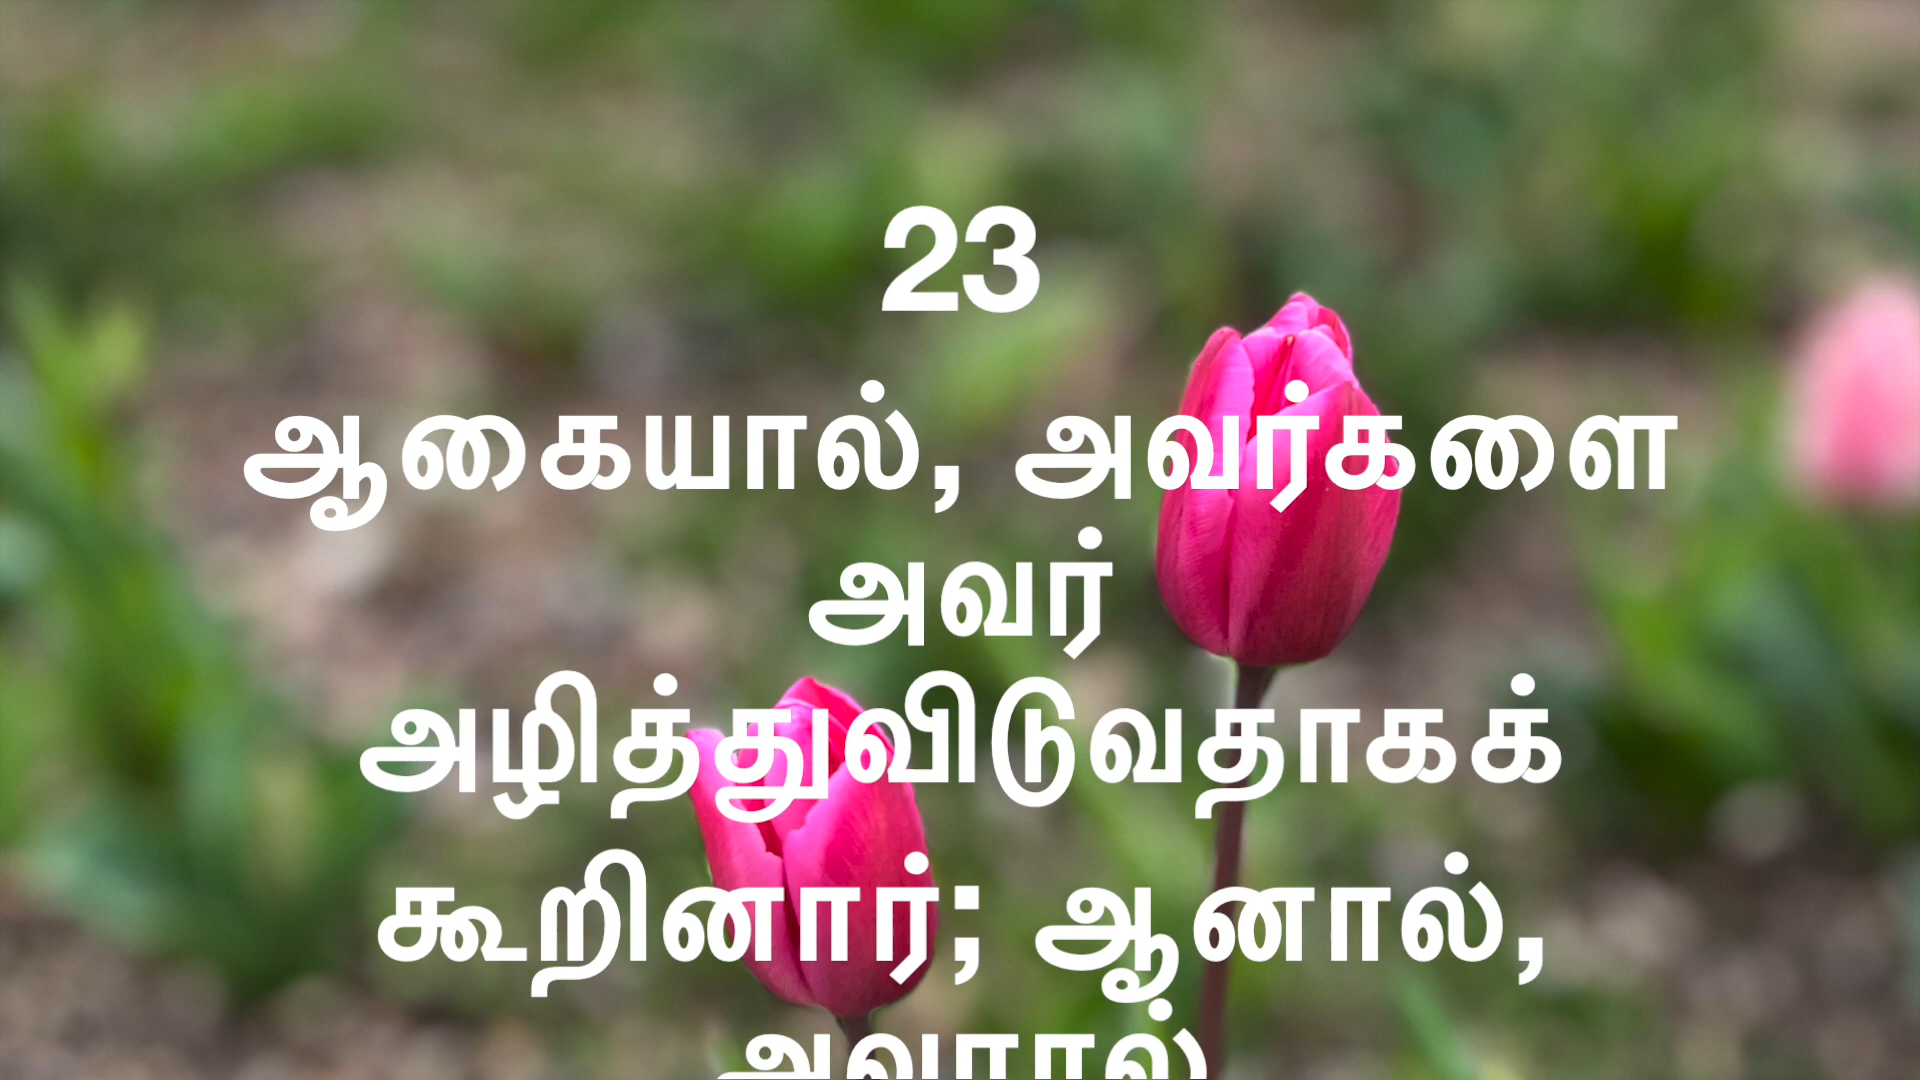 23
ஆகையால், அவர்களை
அவர்
அழித்துவிடுவதாகக்
கூறினார்; ஆனால்,